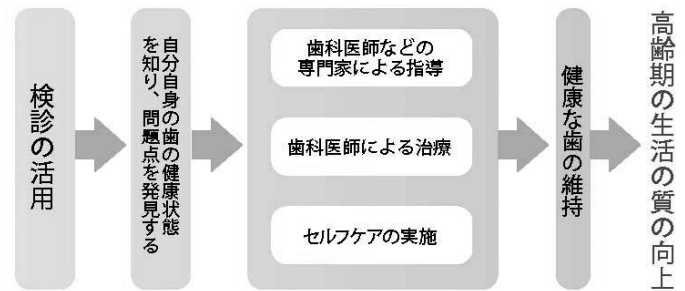 検診の活用
自分自身の歯の健康状態
を知り、問題点を発見する
歯科医師などの
専門家による指導
歯科医師による治療
セルフケアの実施
健康な歯の維持
高齢期の生活の質の向上